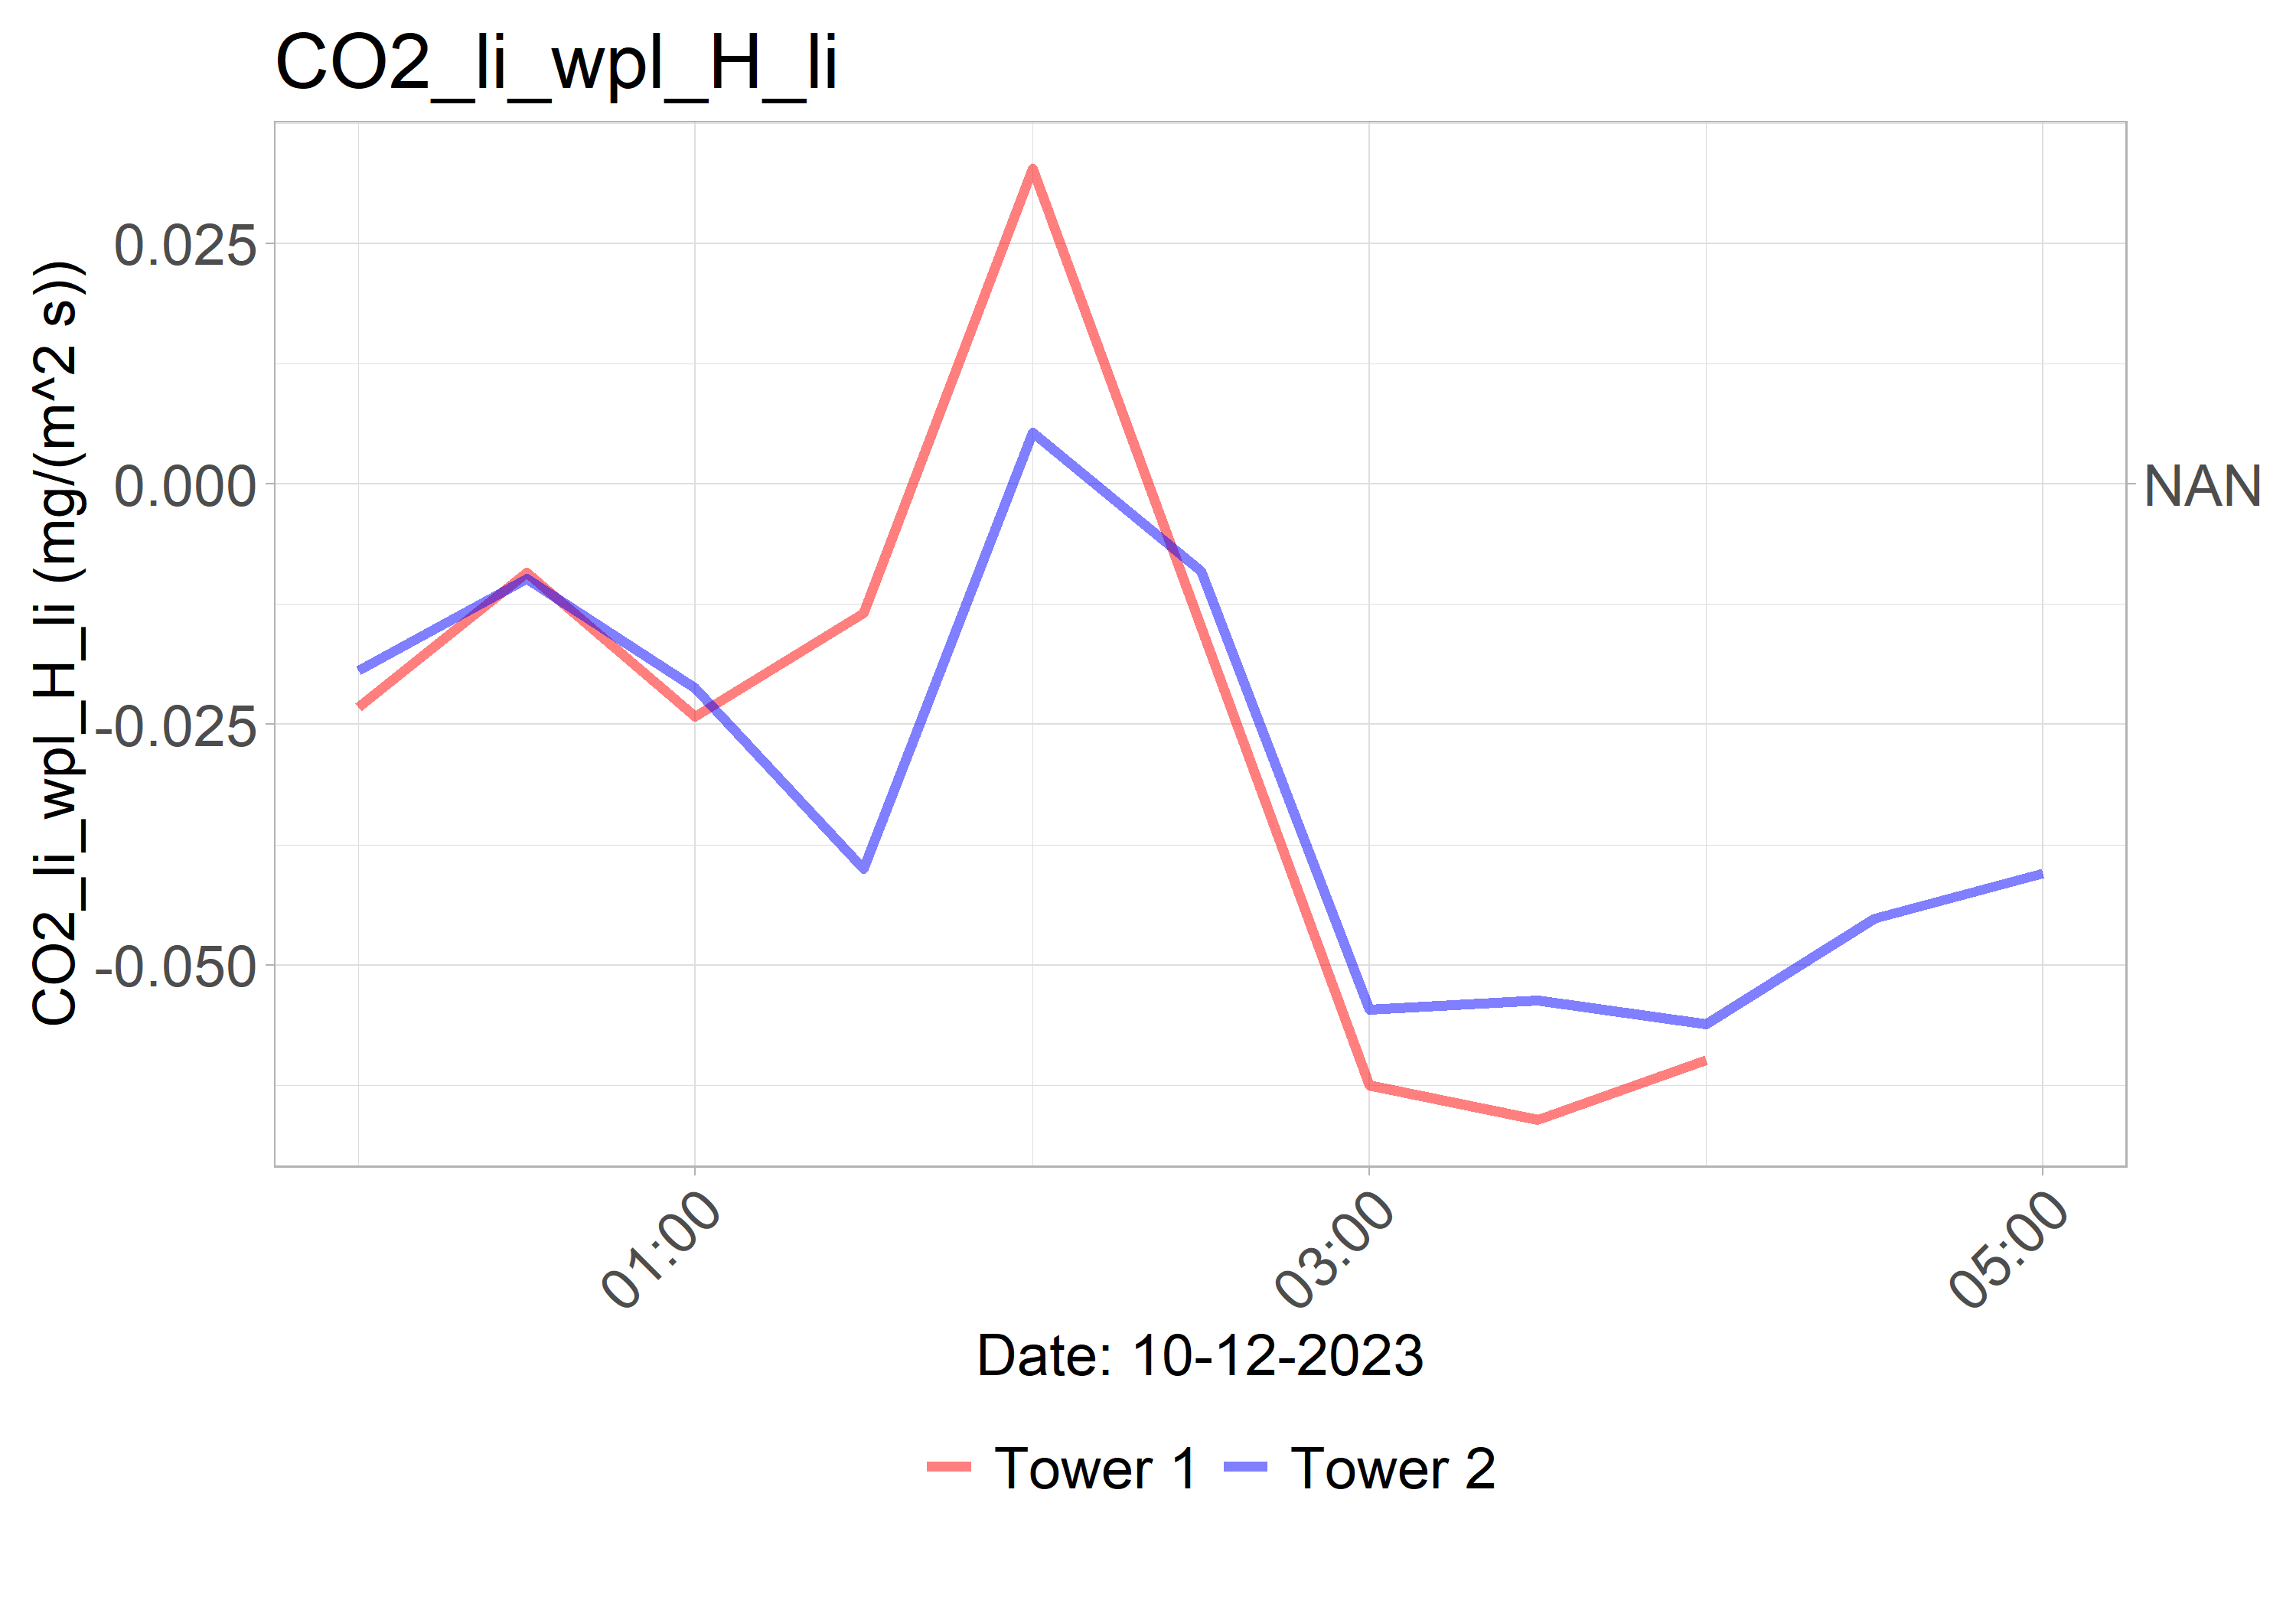 CO2_li_wpl_H_li
CO2_li_wpl_H_li (mg/(m^2 s))
0.025
0.000
-0.025
-0.050
NAN
01:00
03:00
05:00
Date: 10-12-2023
Tower 1
Tower 2